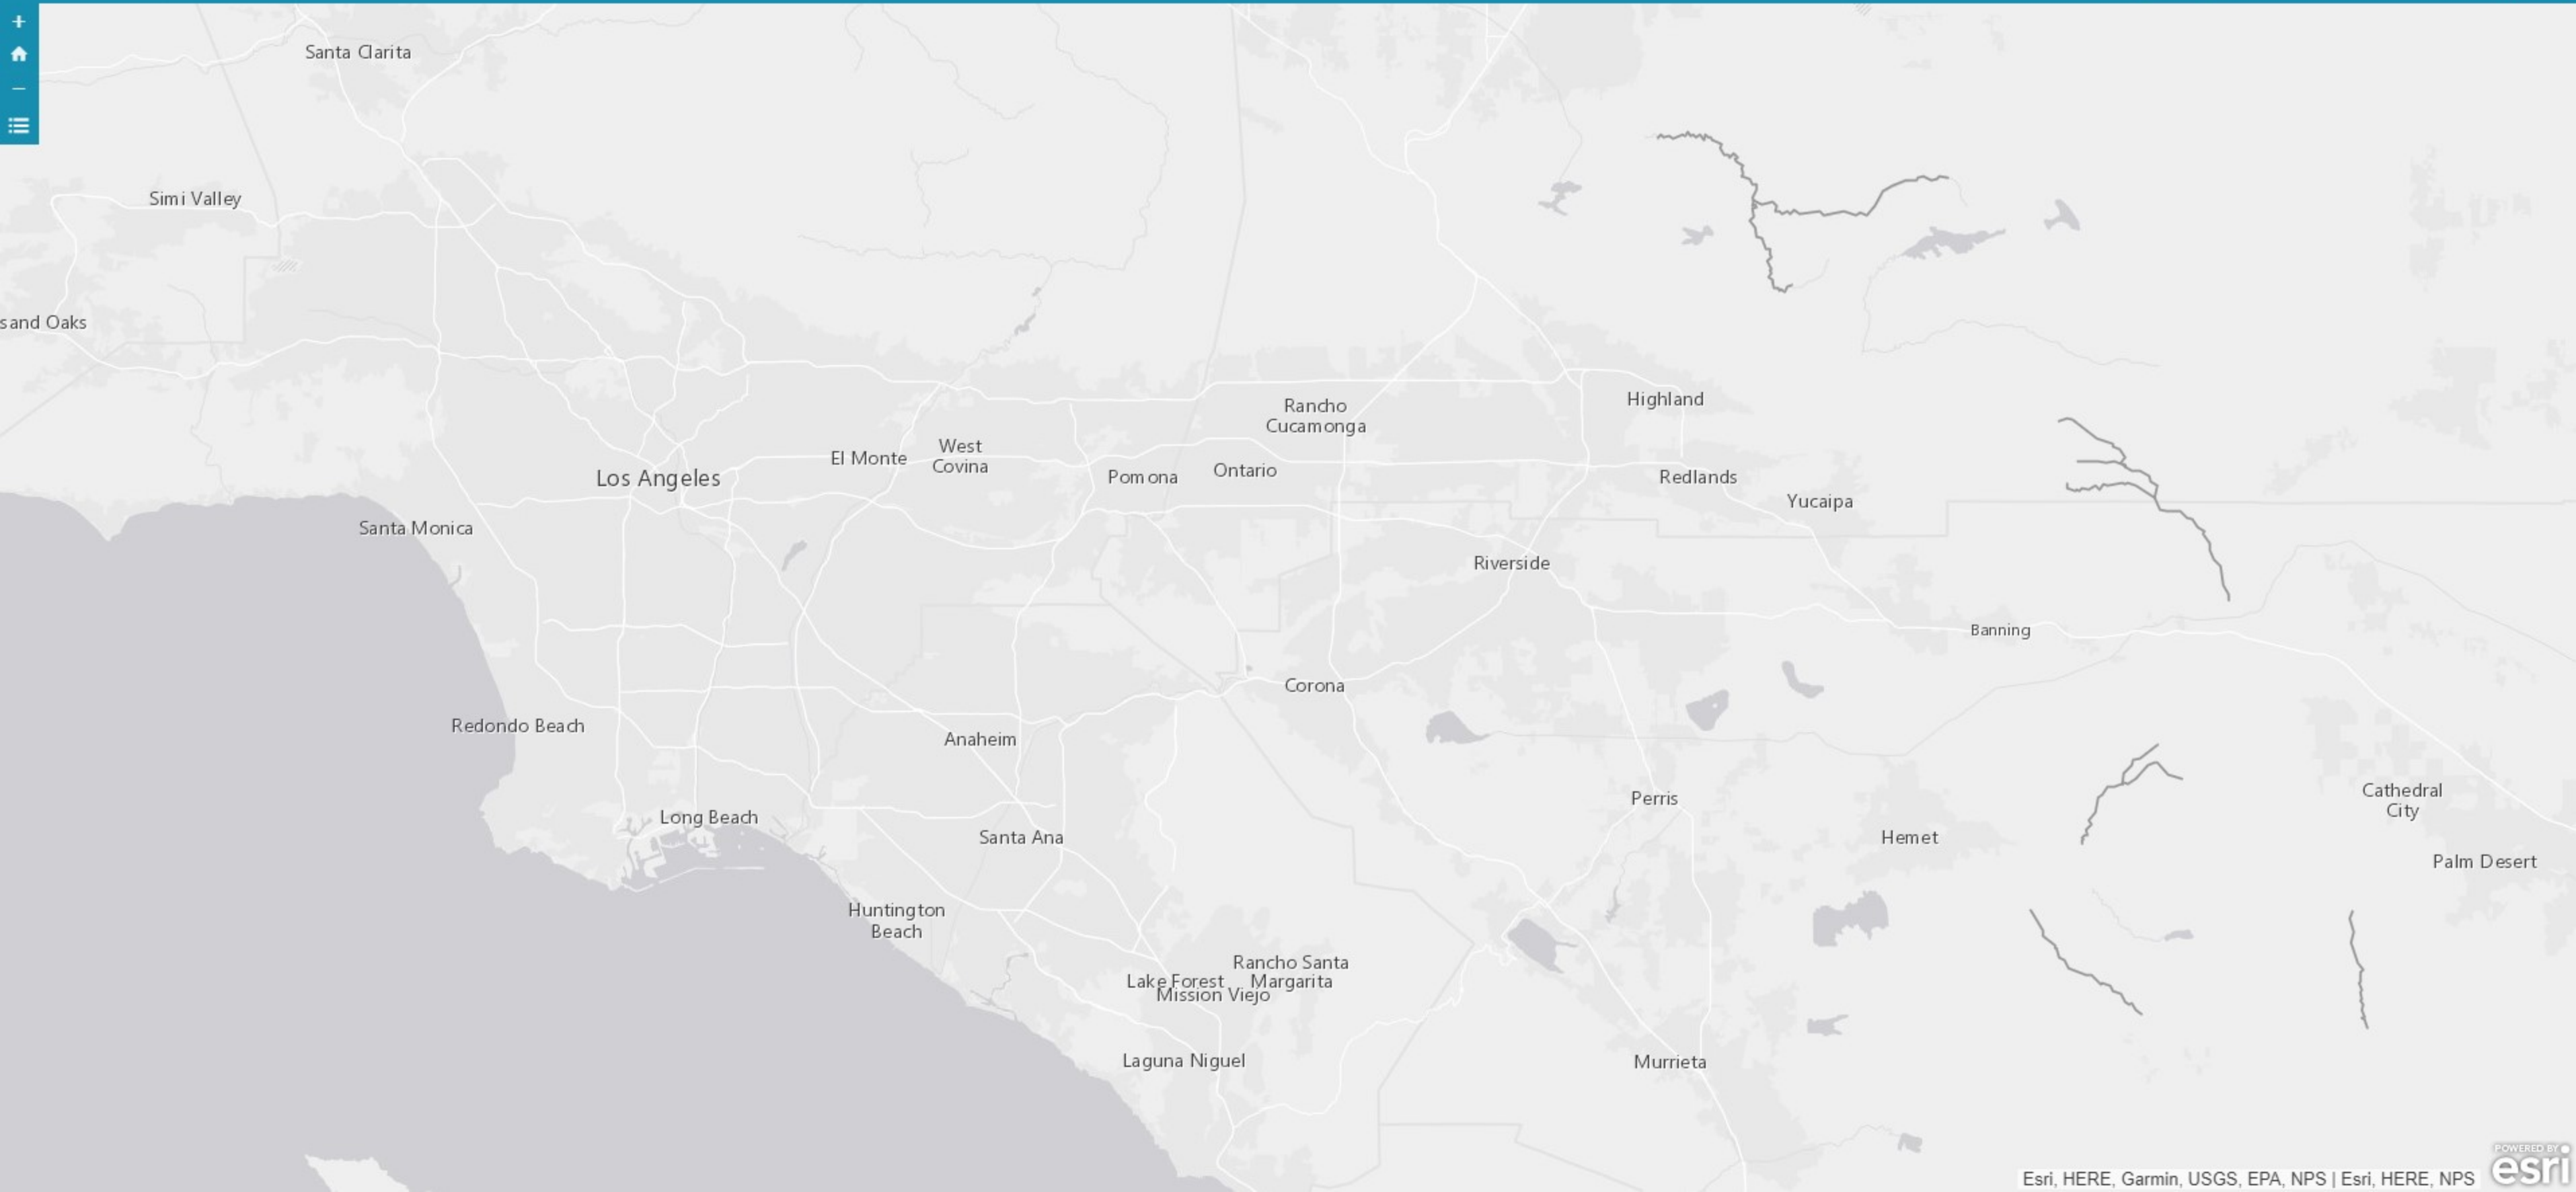 Santa Clarita
Simi Valley
sand Oaks
Highland
Rancho
Cucamonga
El Monte
West
Covina
Los Angeles
Pomona
Ontario
Redlands
Yucaipa
Santa Monica
Riverside
Banning
Corona
Redondo Beach
Anaheim
Perris
Cathedral
City
Long Beach
Santa Ana
Hemet
Palm Desert
Huntington
Beach
Rancho Santa
Margarita
Lake Forest
Mission Viejo
Laguna Niguel
Murrieta
POWERED BY
esri
Esri, HERE, Garmin, USGS, EPA, NPS | Esri, HERE, NPS